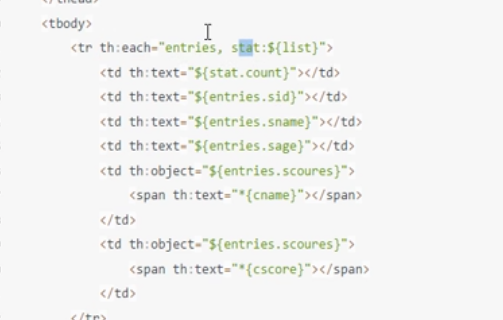 </thead>
<tbody>
<tr th:each="entries, stat:${list}">
<td th:text="${stat.count}"></td>
<td th:text="${entries.sid}"></td>
<td th:text="${entries.sname}"></td>
<td th:text="${entries.sage}"></td>
<td th:object="${entries.scoures}">
<span th:text="*{cname}"></span>
</td>
<td th:object="${entries.scoures}">
<span th:text="*{cscore}"></span>
</td>
</tr>